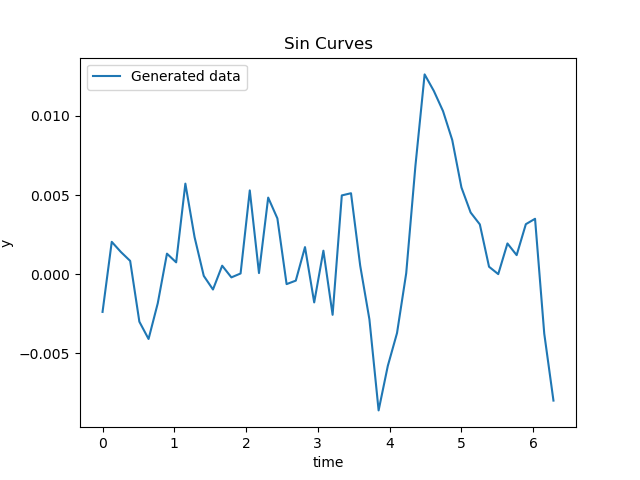 Sin Curves
Generated data
0.010
0.005
0.000
−0.005
y
0 1 2 3 4 5 6
time